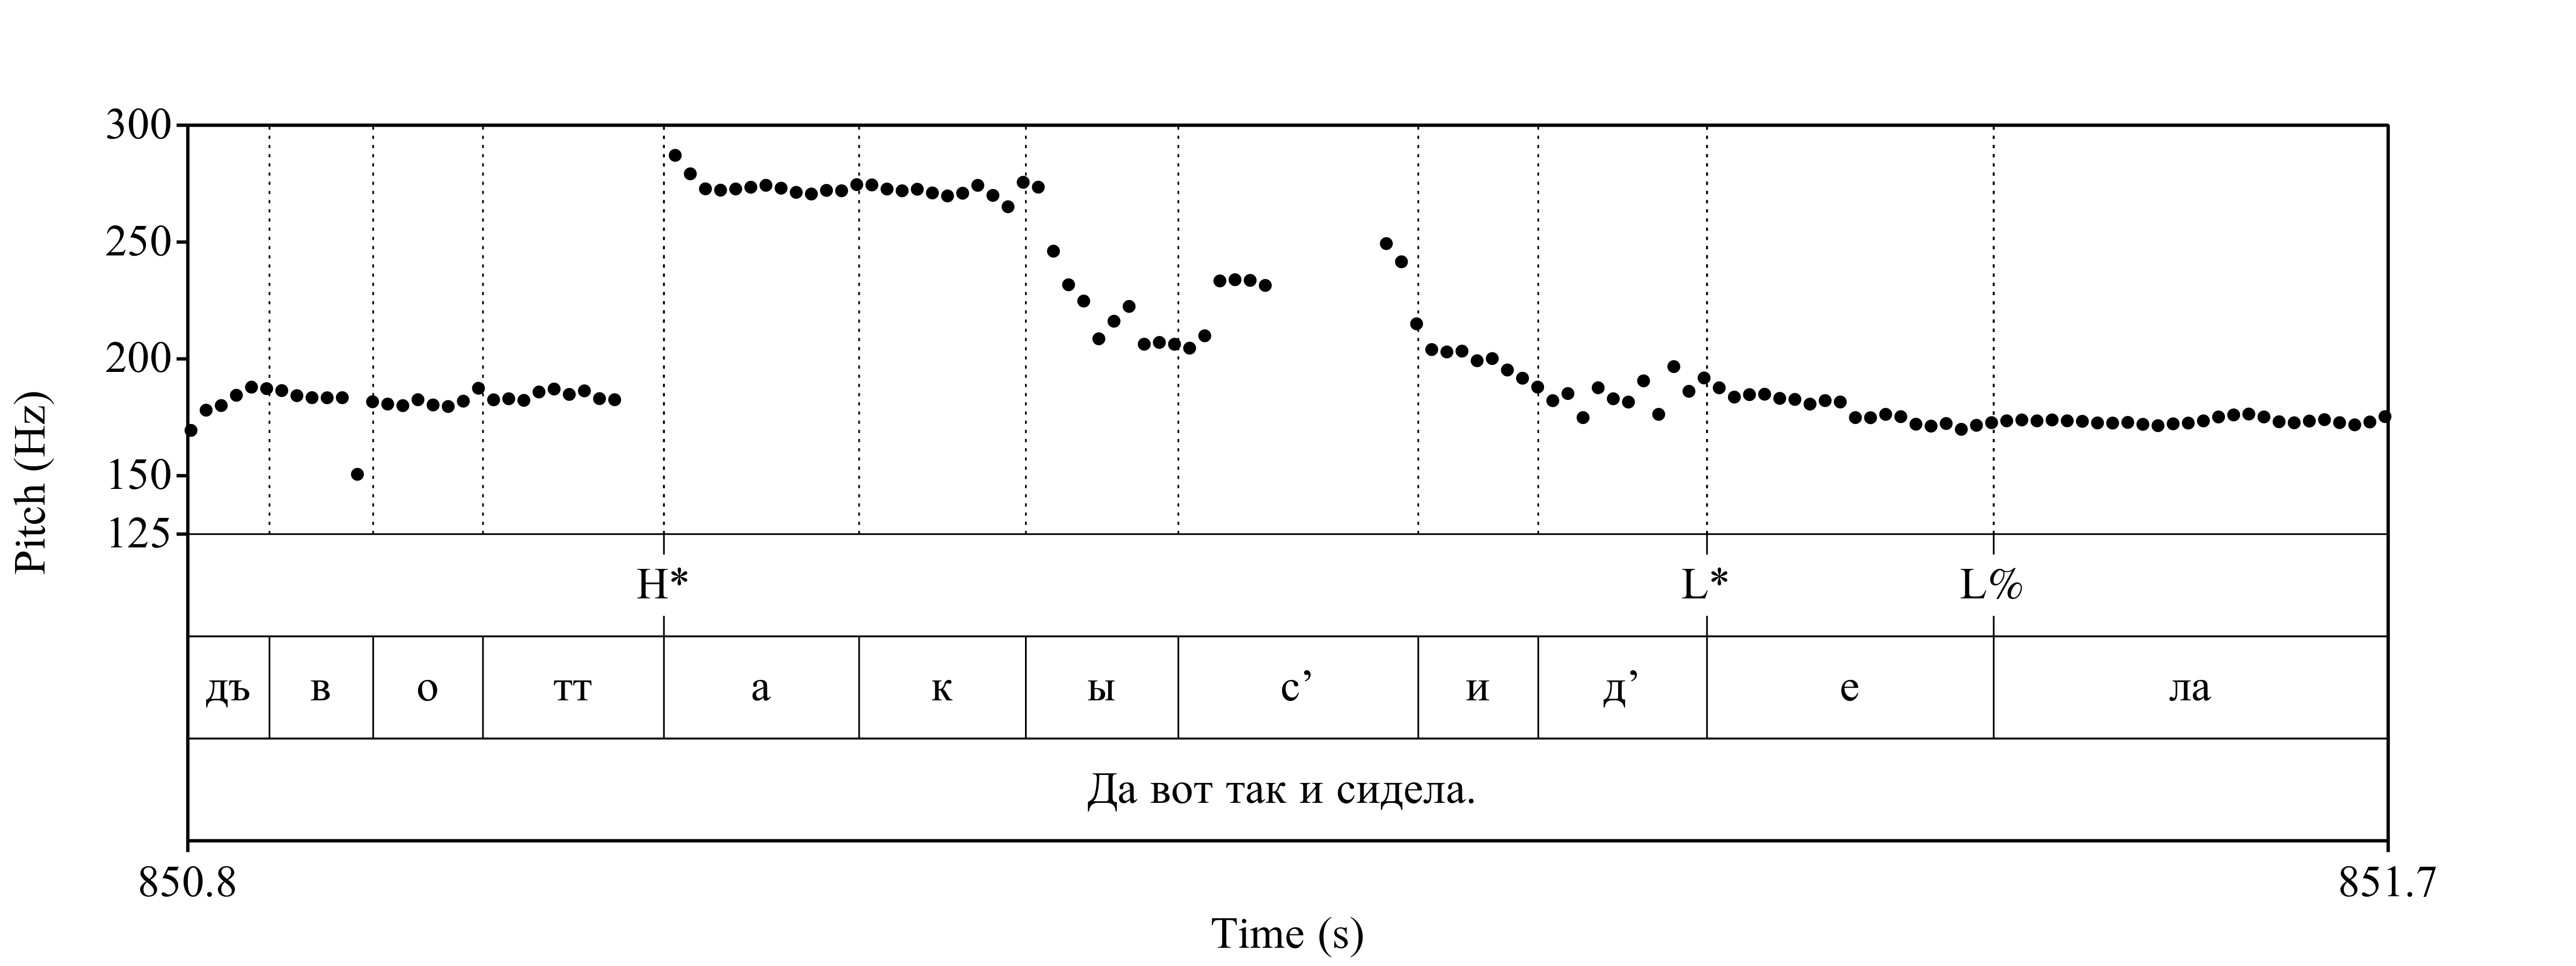 300
250
200
150
125
Pitch (Hz)
H* L* L%
дъ в о тт а к ы с’ и д’ е ла
Да вот так и сидела.
850.8 851.7
Time (s)